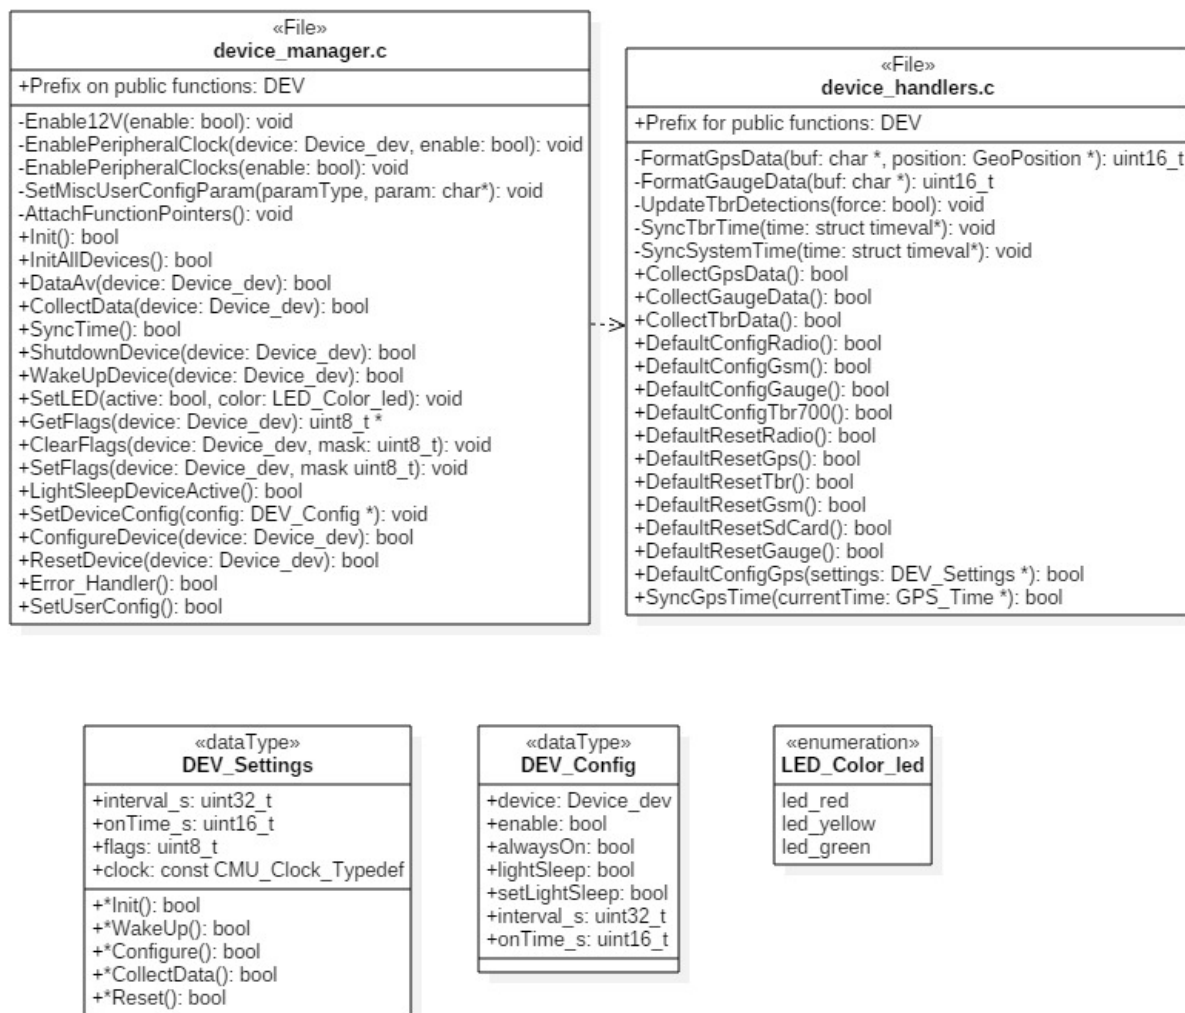 «File»
device_manager.c
+Prefix on public functions: DEV
-Enable12V(enable: bool): void
-EnablePeripheralClock(device: Device_dev, enable: bool): void
-EnablePeripheralClocks(enable: bool): void
-SetMiscUserConfigParam(paramType, param: char*): void
-AttachFunctionPointers(): void
+Init(): bool
+InitAllDevices(): bool
+DataAv(device: Device_dev): bool
+CollectData(device: Device_dev): bool
+SyncTime(): bool
+ShutdownDevice(device: Device_dev): bool
+WakeUpDevice(device: Device_dev): bool
+SetLED(active: bool, color: LED_Color_led): void
+GetFlags(device: Device_dev): uint8_t *
+ClearFlags(device: Device_dev, mask: uint8_t): void
+SetFlags(device: Device_dev, mask uint8_t): void
+LightSleepDeviceActive(): bool
+SetDeviceConfig(config: DEV_Config *): void
+ConfigureDevice(device: Device_dev): bool
+ResetDevice(device: Device_dev): bool
+Error_Handler(): bool
+SetUserConfig(): bool
«File»
device_handlers.c
+Prefix for public functions: DEV
-FormatGpsData(buf: char *, position: GeoPosition *): uint16_t
-FormatGaugeData(buf: char *): uint16_t
-UpdateTbrDetections(force: bool): void
-SyncTbrTime(time: struct timeval*): void
-SyncSystemTime(time: struct timeval*): void
+CollectGpsData(): bool
+CollectGaugeData(): bool
+CollectTbrData(): bool
+DefaultConfigRadio(): bool
+DefaultConfigGsm(): bool
+DefaultConfigGauge(): bool
+DefaultConfigTbr700(): bool
+DefaultResetRadio(): bool
+DefaultResetGps(): bool
+DefaultResetTbr(): bool
+DefaultResetGsm(): bool
+DefaultResetSdCard(): bool
+DefaultResetGauge(): bool
+DefaultConfigGps(settings: DEV_Settings *): bool
+SyncGpsTime(currentTime: GPS_Time *): bool
«dataType»
DEV_Settings
+interval_s: uint32_t
+onTime_s: uint16_t
+flags: uint8_t
+clock: const CMU_Clock_Typedef
+*Init(): bool
+*WakeUp(): bool
+*Configure(): bool
+*CollectData(): bool
+*Reset(): bool
«dataType»
DEV_Config
+device: Device_dev
+enable: bool
+alwaysOn: bool
+lightSleep: bool
+setLightSleep: bool
+interval_s: uint32_t
+onTime_s: uint16_t
«enumeration»
LED_Color_led
led_red
led_yellow
led_green